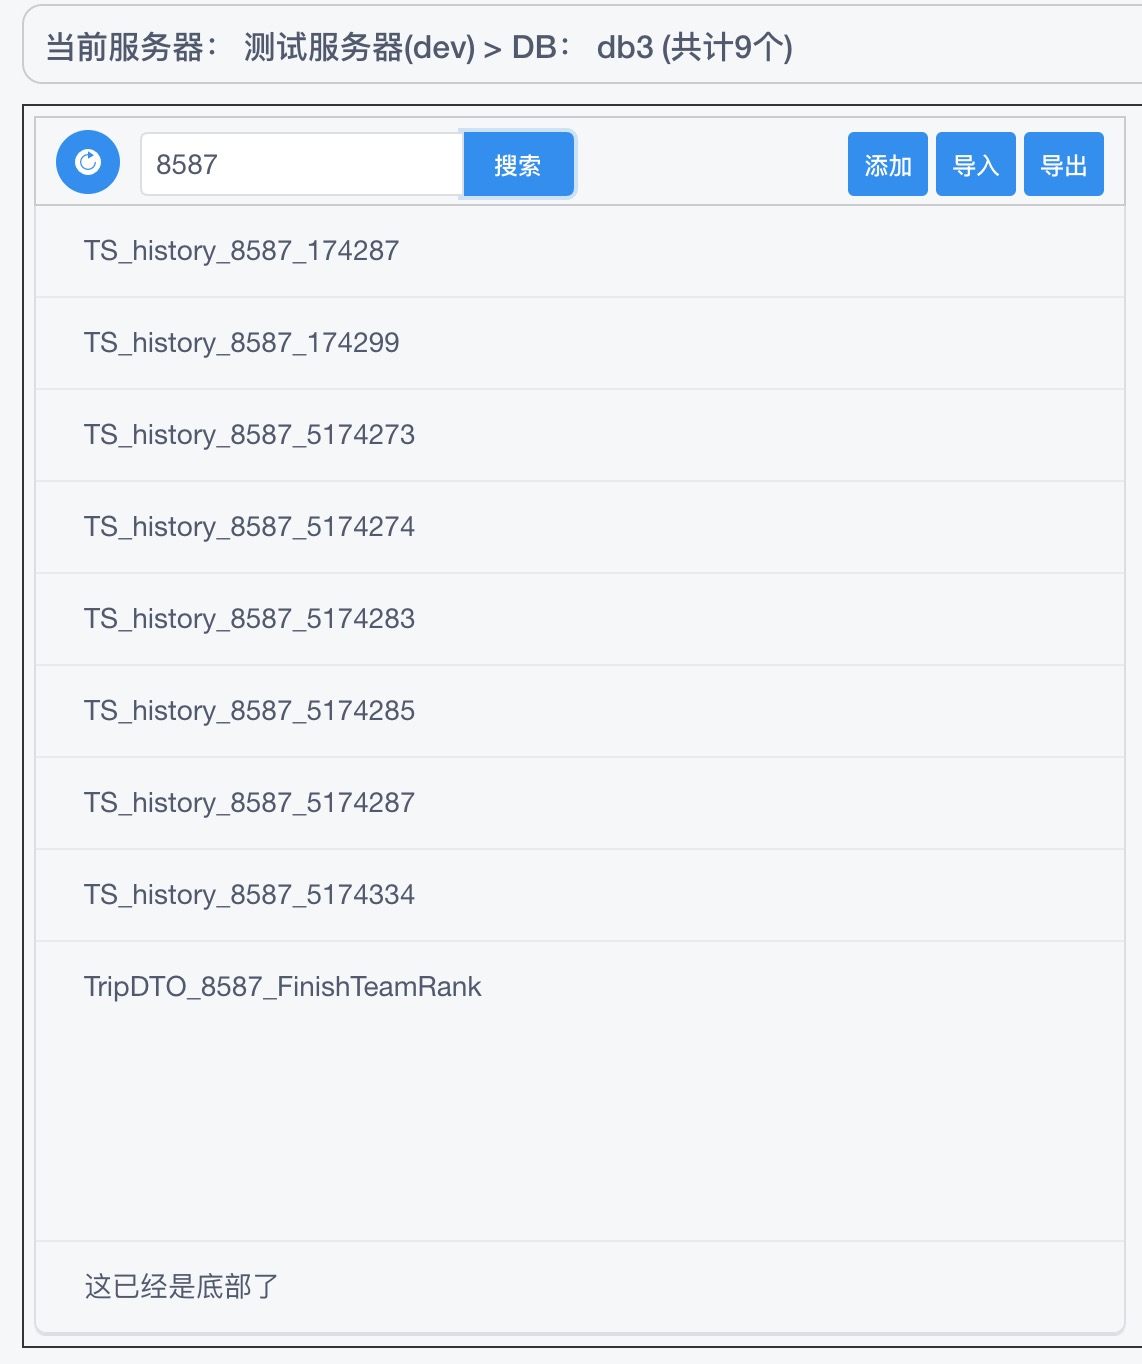 当前服务器： 测试服务器(dev) > DB： db3 (共计9个)
8587 搜索 添加 导入 导出
TS_history_8587_174287
TS_history_8587_174299
TS_history_8587_5174273
TS_history_8587_5174274
TS_history_8587_5174283
TS_history_8587_5174285
TS_history_8587_5174287
TS_history_8587_5174334
TripDTO_8587_FinishTeamRank
这已经是底部了